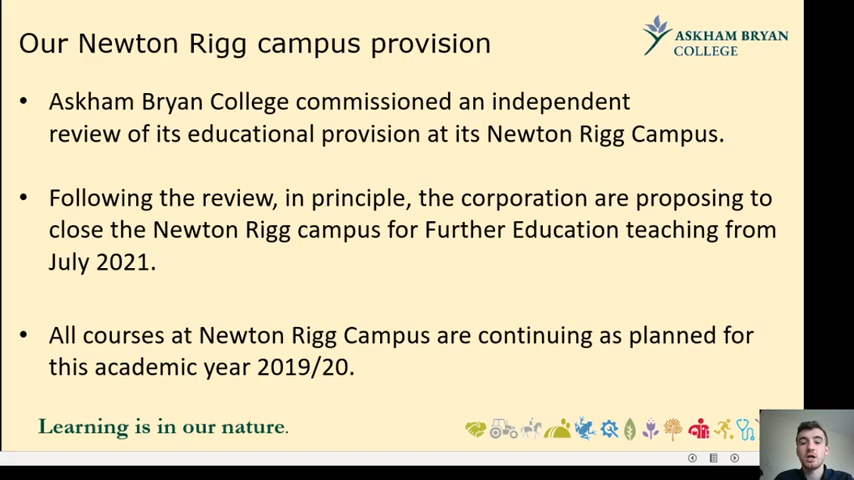 Our Newton Rigg campus provision
ASKHAM BRYAN
COLLEGE
• Askham Bryan College commissioned an independent
review of its educational provision at its Newton Rigg Campus.
• Following the review, in principle, the corporation are proposing to
close the Newton Rigg campus for Further Education teaching from
July 2021.
• All courses at Newton Rigg Campus are continuing as planned for
this academic year 2019/20.
Learning is in our nature.